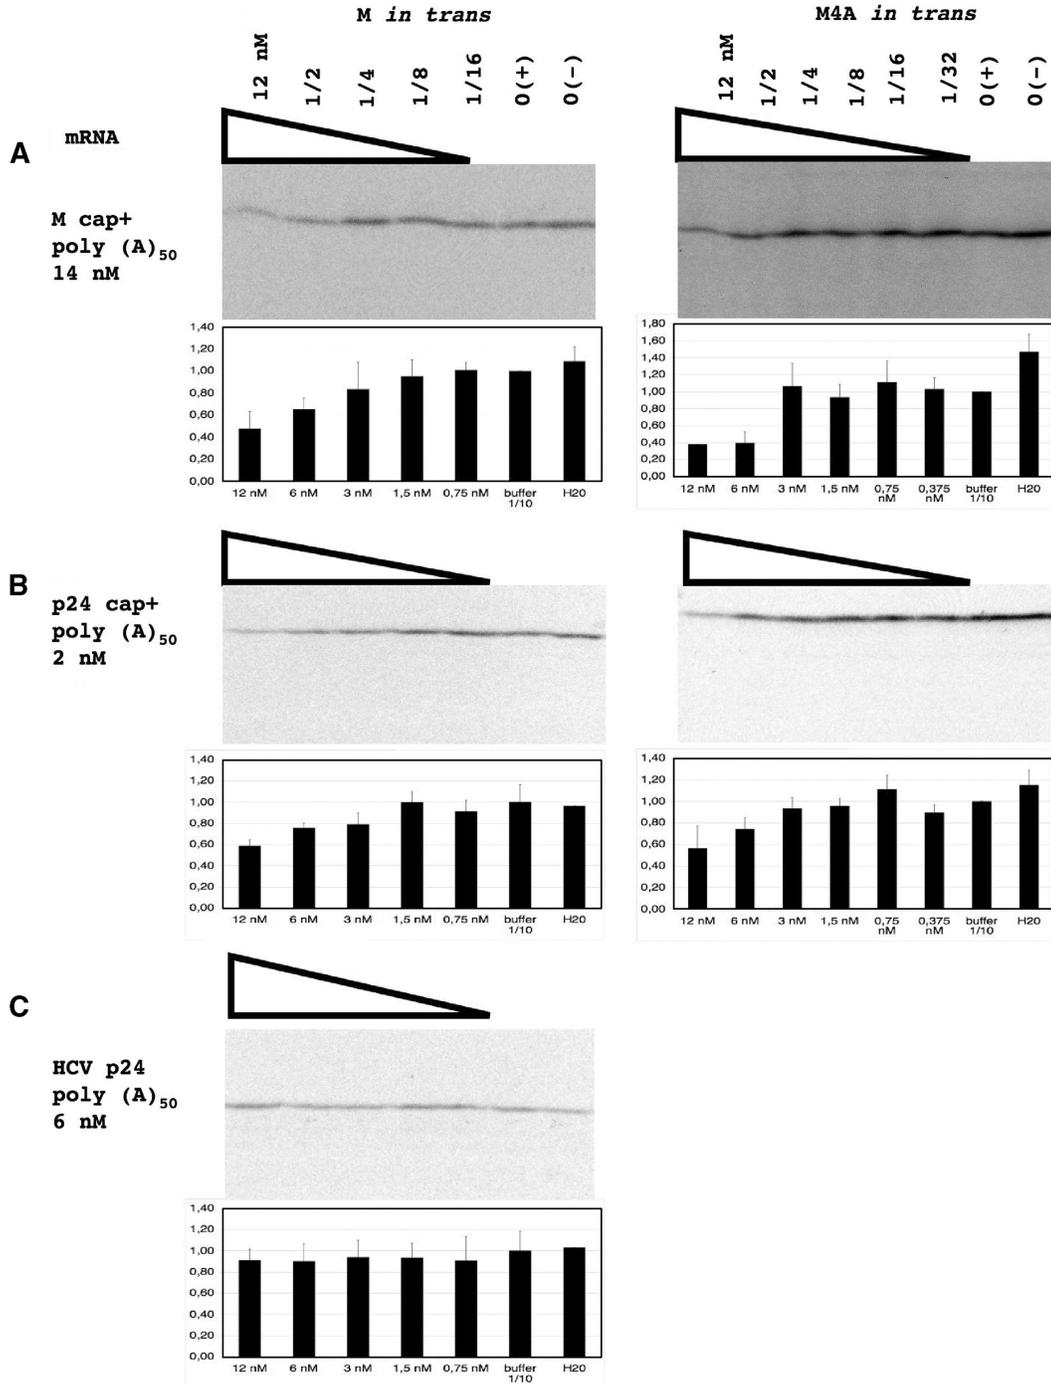 M in trans
M4A in trans
12 nM 1/2 1/4 1/8 1/16 0(+) 0(-)
12 nM 1/2 1/4 1/8 1/16 1/32 0(+) 0(-)
A
mRNA
M cap+
poly (A)50
14 nM
1,40
1,20
1,00
0,80
0,60
0,40
0,20
0,00
12 nM 6 nM 3 nM 1,5 nM 0,75 nM buffer H20
1/10
1,80
1,60
1,40
1,20
1,00
0,80
0,60
0,40
0,20
0,00
12 nM 6 nM 3 nM 1,5 nM 0,75 0,375 buffer H20
nM nM 1/10
B
p24 cap+
poly (A)50
2 nM
1,40
1,20
1,00
0,80
0,60
0,40
0,20
0,00
12 nM 6 nM 3 nM 1,5 nM 0,75 nM buffer H20
1/10
1,40
1,20
1,00
0,80
0,60
0,40
0,20
0,00
12 nM 6 nM 3 nM 1,5 nM 0,75 0,375 buffer H20
nM nM 1/10
C
HCV p24
poly (A)50
6 nM
1,40
1,20
1,00
0,80
0,60
0,40
0,20
0,00
12 nM 6 nM 3 nM 1,5 nM 0,75 nM buffer H20
1/10